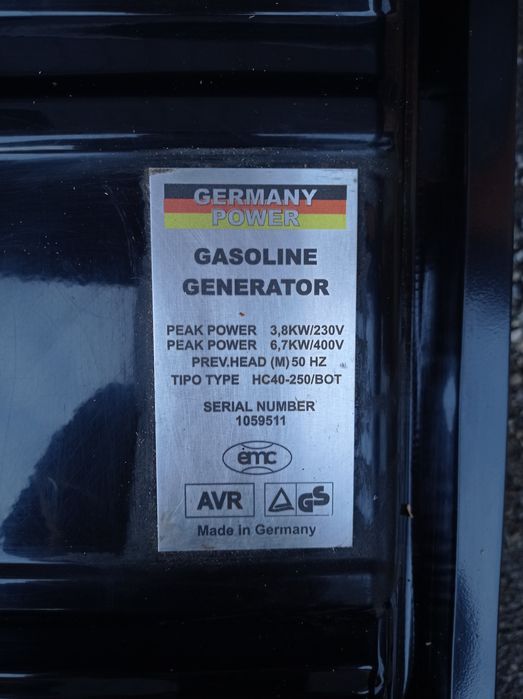 GERMANY
POWER
GASOLINE
GENERATOR
PEAK POWER 3,8KW/230V
PEAK POWER 6,7KW/400V
PREV.HEAD (M) 50 HZ
TIPO TYPE HC40-250/BOT
SERIAL NUMBER
1059511
emc
AVR GS
Made in Germany